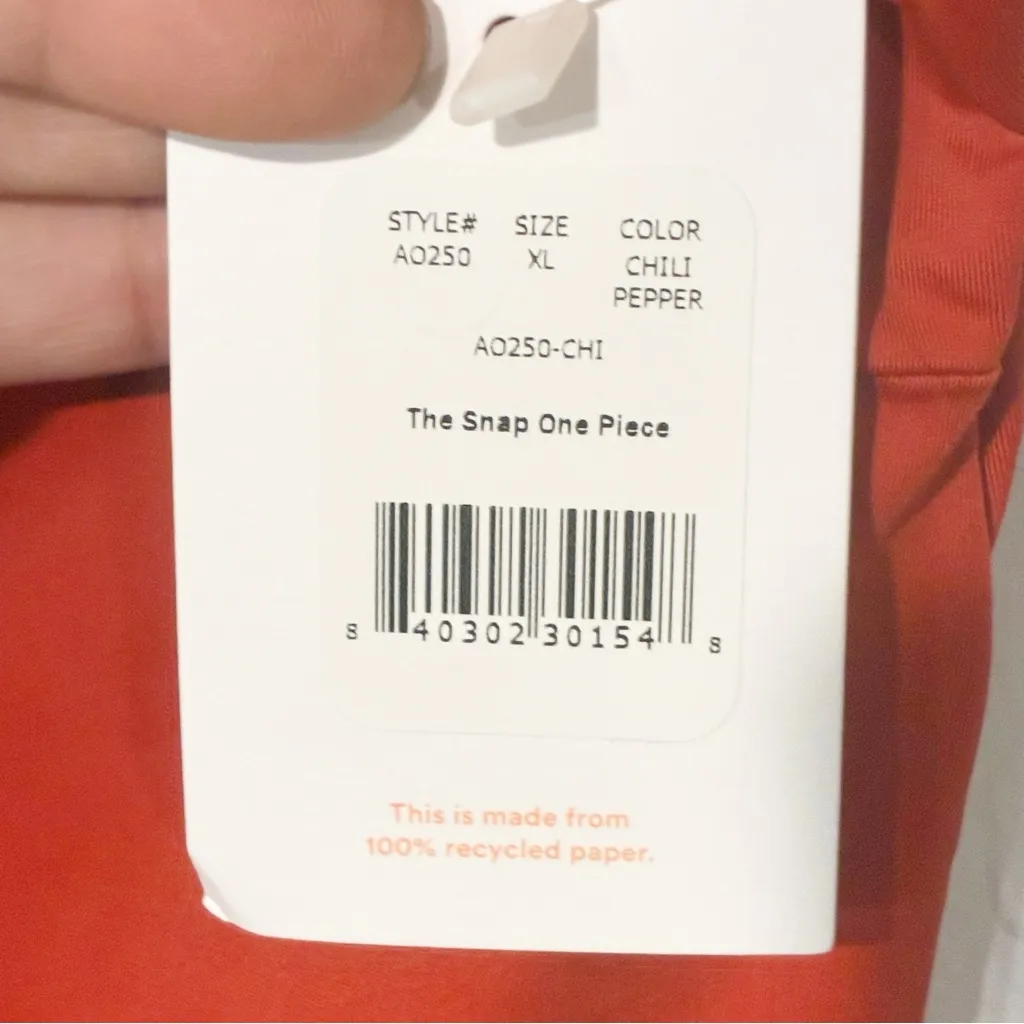 STYLE# SIZE COLOR
AO250 XL CHILI
PEPPER
AO250-CHI
The Snap One Piece
8 40302 30154 8
This is made from
100% recycled paper.